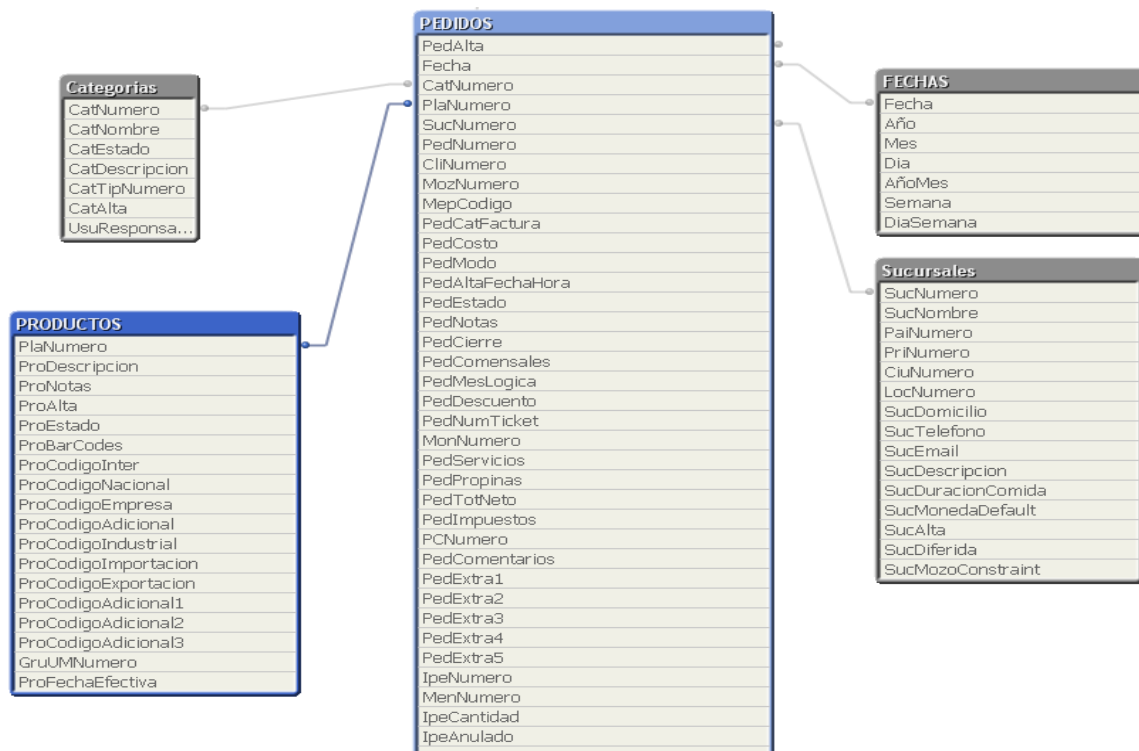 PEDIDOS
PedAlta
Fecha
CatNumero
PlaNumero
SucNumero
PedNumero
CliNumero
MozNumero
MepCodigo
PedCatFactura
PedCosto
PedModo
PedAltaFechaHora
PedEstado
PedNotas
PedCierre
PedComensales
PedMesLogica
PedDescuento
PedNumTicket
MonNumero
PedServicios
PedPropinas
PedTotNeto
PedImpuestos
PCNumero
PedComentarios
PedExtra1
PedExtra2
PedExtra3
PedExtra4
PedExtra5
IpeNumero
MenNumero
IpeCantidad
IpeAnulado
Categorias
CatNumero
CatNombre
CatEstado
CatDescripcion
CatTipNumero
CatAlta
UsuResponsa...
PRODUCTOS
PlaNumero
ProDescripcion
ProNotas
ProAlta
ProEstado
ProBarCodes
ProCodigoInter
ProCodigoNacional
ProCodigoEmpresa
ProCodigoAdicional
ProCodigoIndustrial
ProCodigoImportacion
ProCodigoExportacion
ProCodigoAdicional1
ProCodigoAdicional2
ProCodigoAdicional3
GruUMNumero
ProFechaEfectiva
FECHAS
Fecha
Año
Mes
Dia
AñoMes
Semana
DiaSemana
Sucursales
SucNumero
SucNombre
PaiNumero
PriNumero
CiuNumero
LocNumero
SucDomicilio
SucTelefono
SucEmail
SucDescripcion
SucDuracionComida
SucMonedaDefault
SucAlta
SucDiferida
SucMozoConstraint